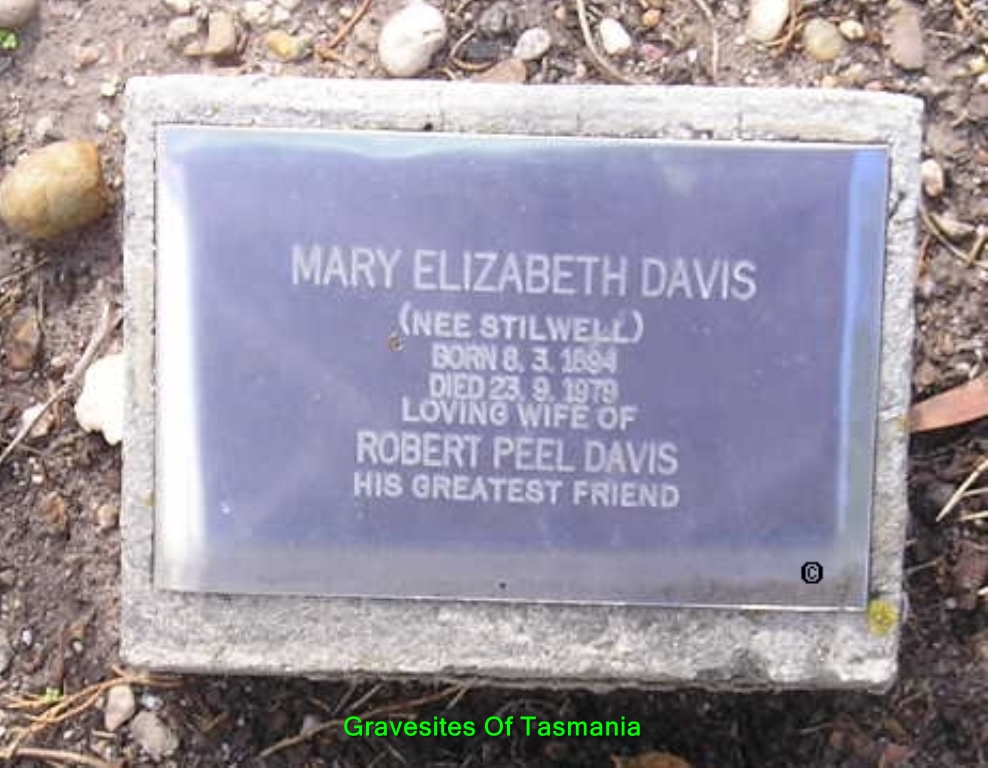 MARY ELIZABETH DAVIS
(NEE STILWELL)
BORN 8. 3. 1894
DIED 23. 9. 1979
LOVING WIFE OF
ROBERT PEEL DAVIS
HIS GREATEST FRIEND
©
Gravesites Of Tasmania